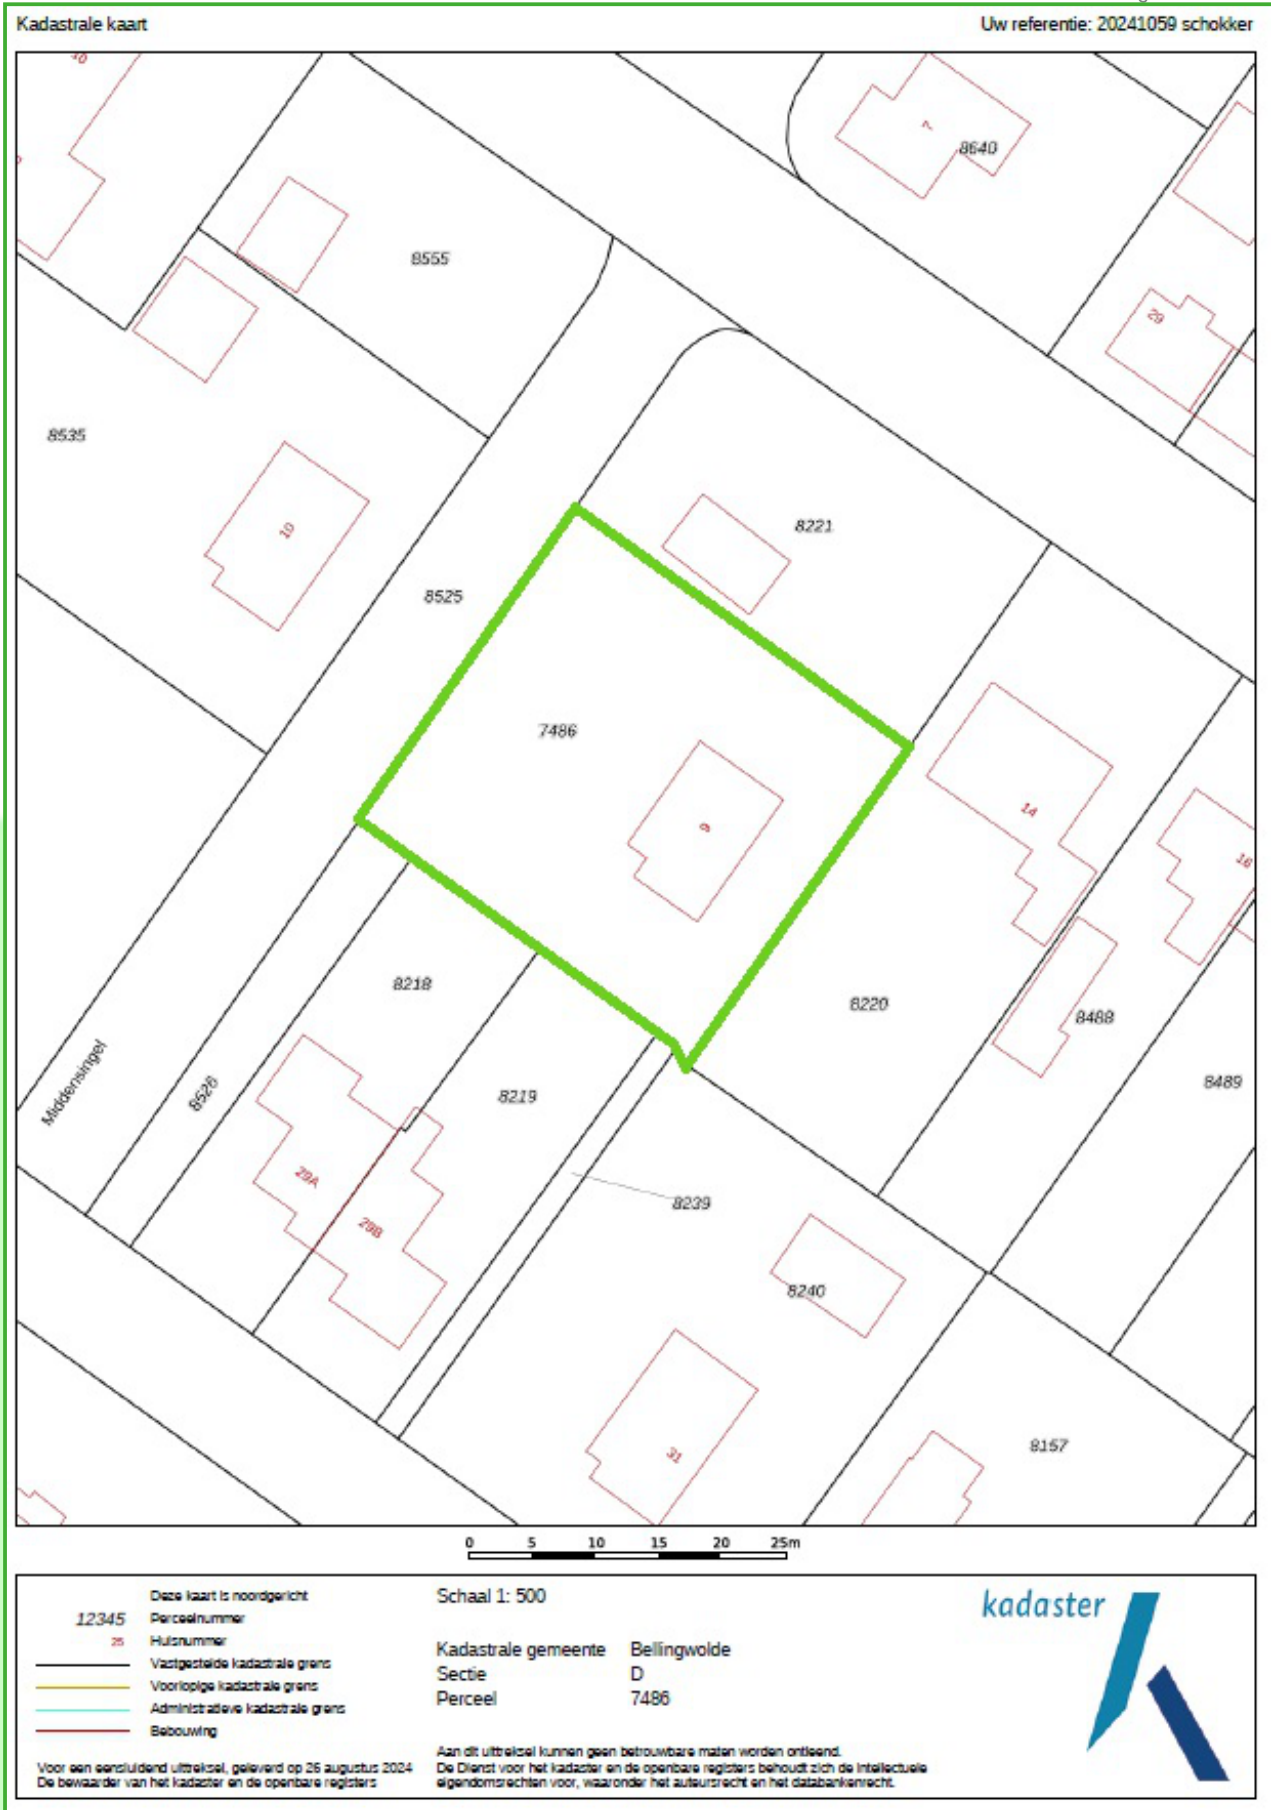 Kadastrale kaart
Uw referentie: 20241059 schokker
10
7
8640
8555
29
8535
10
8221
8525
7486
14
9
16
8218
8220
8488
Middensingel
8526
8219
8489
29A
8239
29B
8240
31
8157
0 5 10 15 20 25m
Deze kaart is noordgericht
12345 Perceelnummer
25 Huisnummer
Vastgestelde kadastrale grens
Voorlopige kadastrale grens
Administratieve kadastrale grens
Bebouwing
Voor een eensluidend uittreksel, geleverd op 26 augustus 2024
De bewaarder van het kadaster en de openbare registers
Schaal 1: 500
Kadastrale gemeente Bellingwolde
Sectie D
Perceel 7486
Aan dit uittreksel kunnen geen betrouwbare maten worden ontleend.
De Dienst voor het kadaster en de openbare registers behoudt zich de intellectuele
eigendomsrechten voor, waaronder het auteursrecht en het databankenrecht.
kadaster